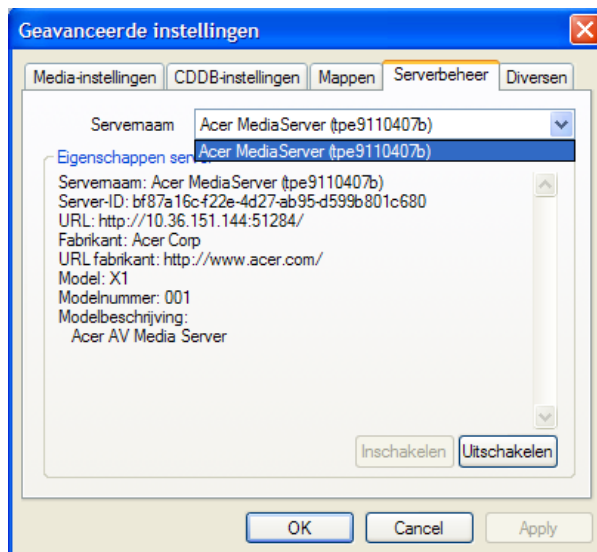 Geavanceerde instellingen
Media-instellingen CDDB-instellingen Mappen Serverbeheer Diversen
Servernaam Acer MediaServer (tpe9110407b)
Acer MediaServer (tpe9110407b)
Eigenschappen ser
Servernaam: Acer MediaServer (tpe9110407b)
Server-ID: bf87a16c-f22e-4d27-ab95-d599b801c680
URL: http://10.36.151.144:51284/
Fabrikant: Acer Corp
URL fabrikant: http://www.acer.com/
Model: X1
Modelnummer: 001
Modelbeschrijving:
Acer AV Media Server
Inschakelen Uitschakelen
OK Cancel Apply